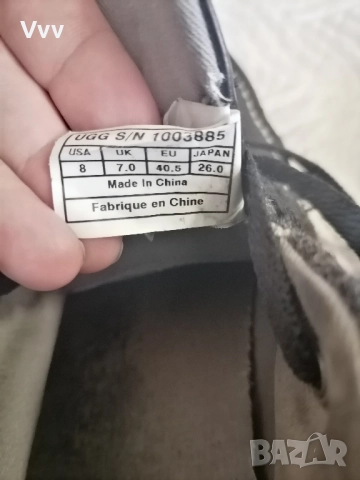 Vvv
UGG S/N 1003885
USA UK EU JAPAN
8 7.0 40.5 26.0
Made In China
Fabrique en Chine
BAZAR